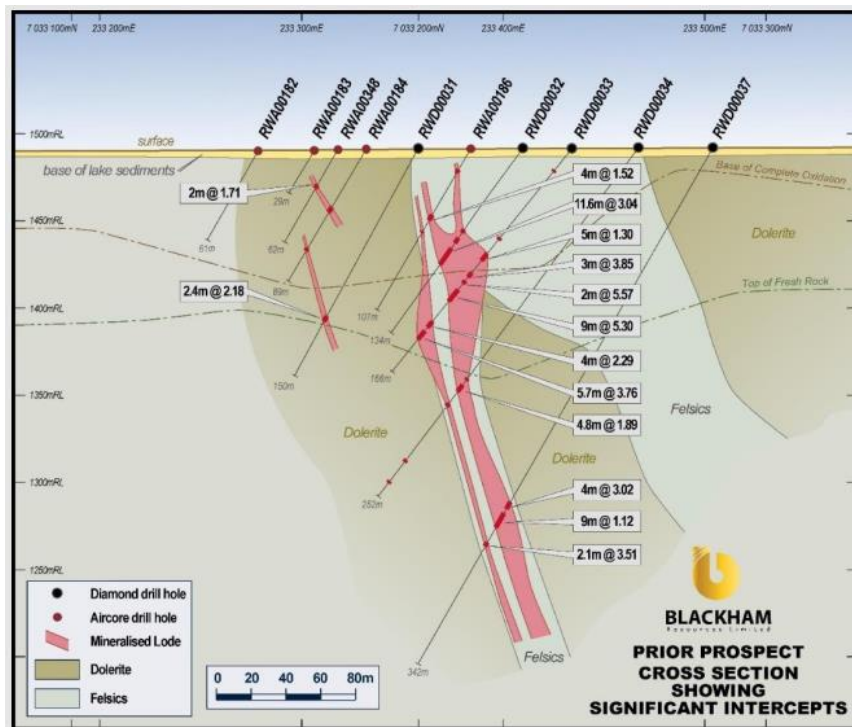 7 033 100mN
233 200mE
233 300mE
7 033 200mN
233 400mE
233 500mE
7 033 300mN
RWA00182
RWA00183
RWA00348
RWA00184
RWD00031
RWA00186
RWD00032
RWD00033
RWD00034
RWD00037
1500mRL
surface
base of lake sediments
Base of Complete Oxidation
4m @ 1.52
2m @ 1.71
29m
11.6m @ 3.04
1450mRL
61m
62m
5m @ 1.30
Dolerite
3m @ 3.85
Top of Fresh Rock
2.4m @ 2.18
89m
2m @ 5.57
1400mRL
107m
9m @ 5.30
134m
4m @ 2.29
150m
166m
5.7m @ 3.76
1350mRL
Felsics
4.8m @ 1.89
Dolerite
Dolerite
1300mRL
252m
4m @ 3.02
9m @ 1.12
1250mRL
2.1m @ 3.51
Diamond drill hole
Aircore drill hole
Mineralised Lode
Dolerite
Felsics
0 20 40 60 80m
342m
Felsics
BLACKHAM
Resources Limited
PRIOR PROSPECT
CROSS SECTION
SHOWING
SIGNIFICANT INTERCEPTS